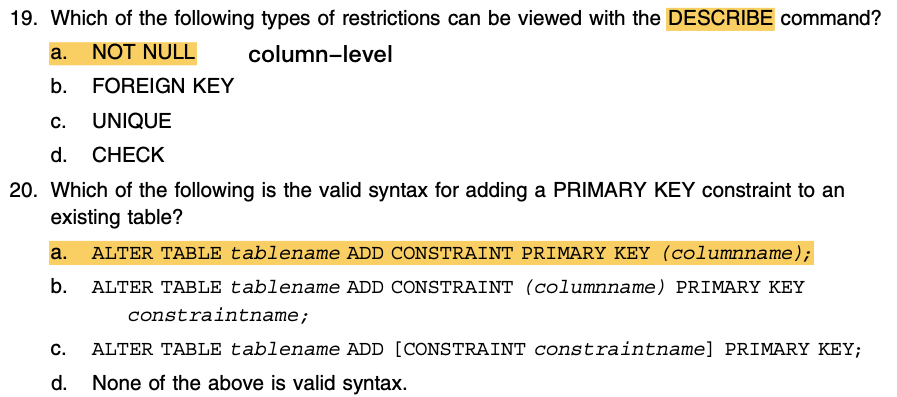 19. Which of the following types of restrictions can be viewed with the DESCRIBE command?
a. NOT NULL column-level
b. FOREIGN KEY
c. UNIQUE
d. CHECK
20. Which of the following is the valid syntax for adding a PRIMARY KEY constraint to an
existing table?
a. ALTER TABLE tablename ADD CONSTRAINT PRIMARY KEY (columnname);
b. ALTER TABLE tablename ADD CONSTRAINT (columnname) PRIMARY KEY
constraintname;
c. ALTER TABLE tablename ADD [CONSTRAINT constraintname] PRIMARY KEY;
d. None of the above is valid syntax.